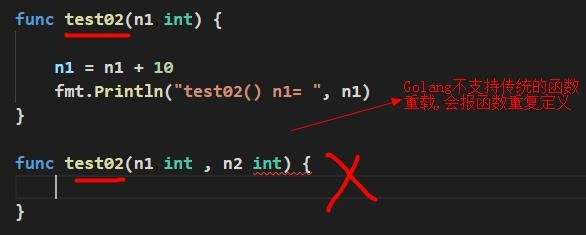 func test02(n1 int) {
n1 = n1 + 10
fmt.Println("test02() n1= ", n1)
}
Golang不支持传统的函数
重载,会报函数重复定义
func test02(n1 int , n2 int) {
}